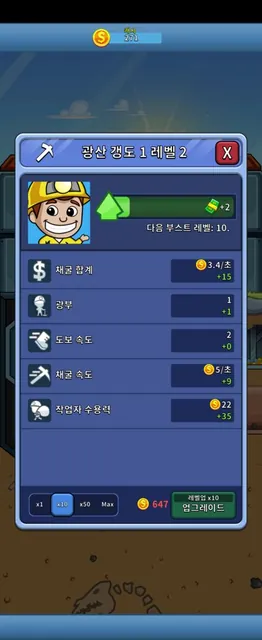 271
광산 갱도 1 레벨 2
X
+2
다음 부스트 레벨: 10.
채굴 합계
3.4/초
+15
광부
1
+1
도보 속도
2
+0
채굴 속도
5/초
+9
작업자 수용력
22
+35
x1 x10 x50 Max
647
레벨업 x10
업그레이드